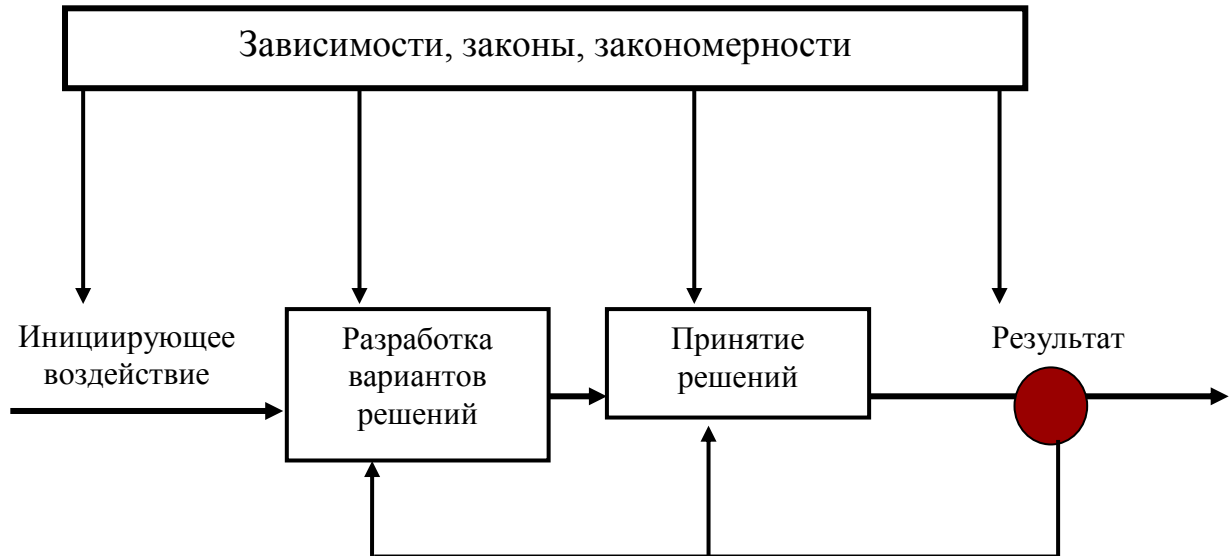 Зависимости, законы, закономерности
Инициирующее
воздействие
Разработка
вариантов
решений
Принятие
решений
Результат